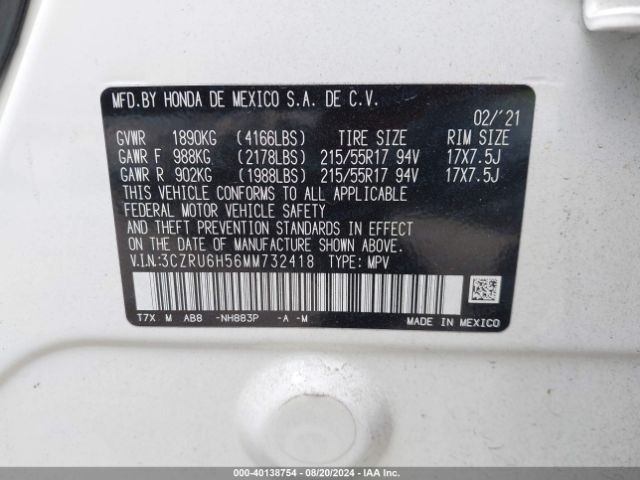 MFD.BY HONDA DE MEXICO S.A. DE C.V.
02/'21
GVWR 1890KG (4166LBS) TIRE SIZE RIM SIZE
GAWR F 988KG (2178LBS) 215/55R17 94V 17X7.5J
GAWR R 902KG (1988LBS) 215/55R17 94V 17X7.5J
THIS VEHICLE CONFORMS TO ALL APPLICABLE
FEDERAL MOTOR VEHICLE SAFETY
AND THEFT PREVENTION STANDARDS IN EFFECT
ON THE DATE OF MANUFACTURE SHOWN ABOVE.
V.I.N.:3CZRU6H56MM732418 TYPE: MPV
T7X M AB8 -NH883P -A -M MADE IN MEXICO
000-40138754 - 08/20/2024 - IAA Inc.